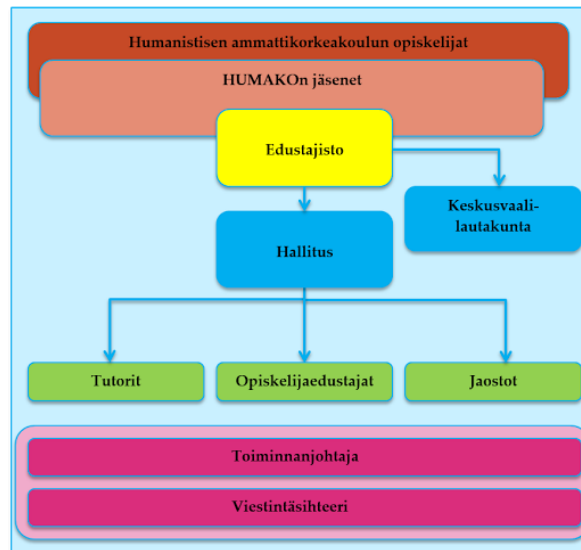 Humanistisen ammattikorkeakoulun opiskelijat
HUMAKOn jäsenet
Edustajisto
Keskusvaali-
lautakunta
Hallitus
Tutorit
Opiskelijaedustajat
Jaostot
Toiminnanjohtaja
Viestintäsihteeri